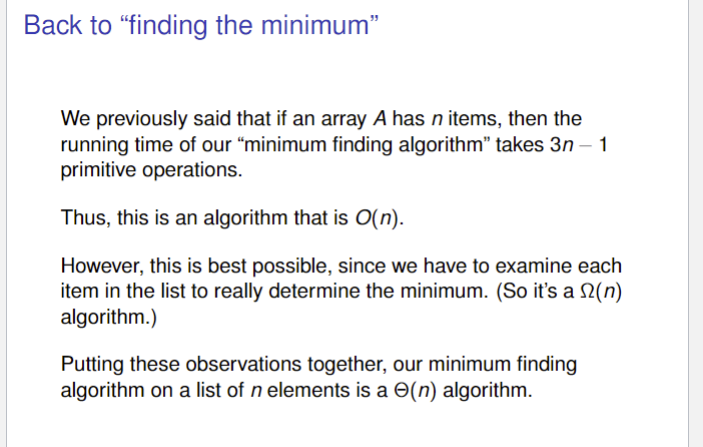 Back to “finding the minimum”
We previously said that if an array A has n items, then the
running time of our “minimum finding algorithm” takes 3n – 1
primitive operations.
Thus, this is an algorithm that is O(n).
However, this is best possible, since we have to examine each
item in the list to really determine the minimum. (So it’s a Ω(n)
algorithm.)
Putting these observations together, our minimum finding
algorithm on a list of n elements is a Θ(n) algorithm.